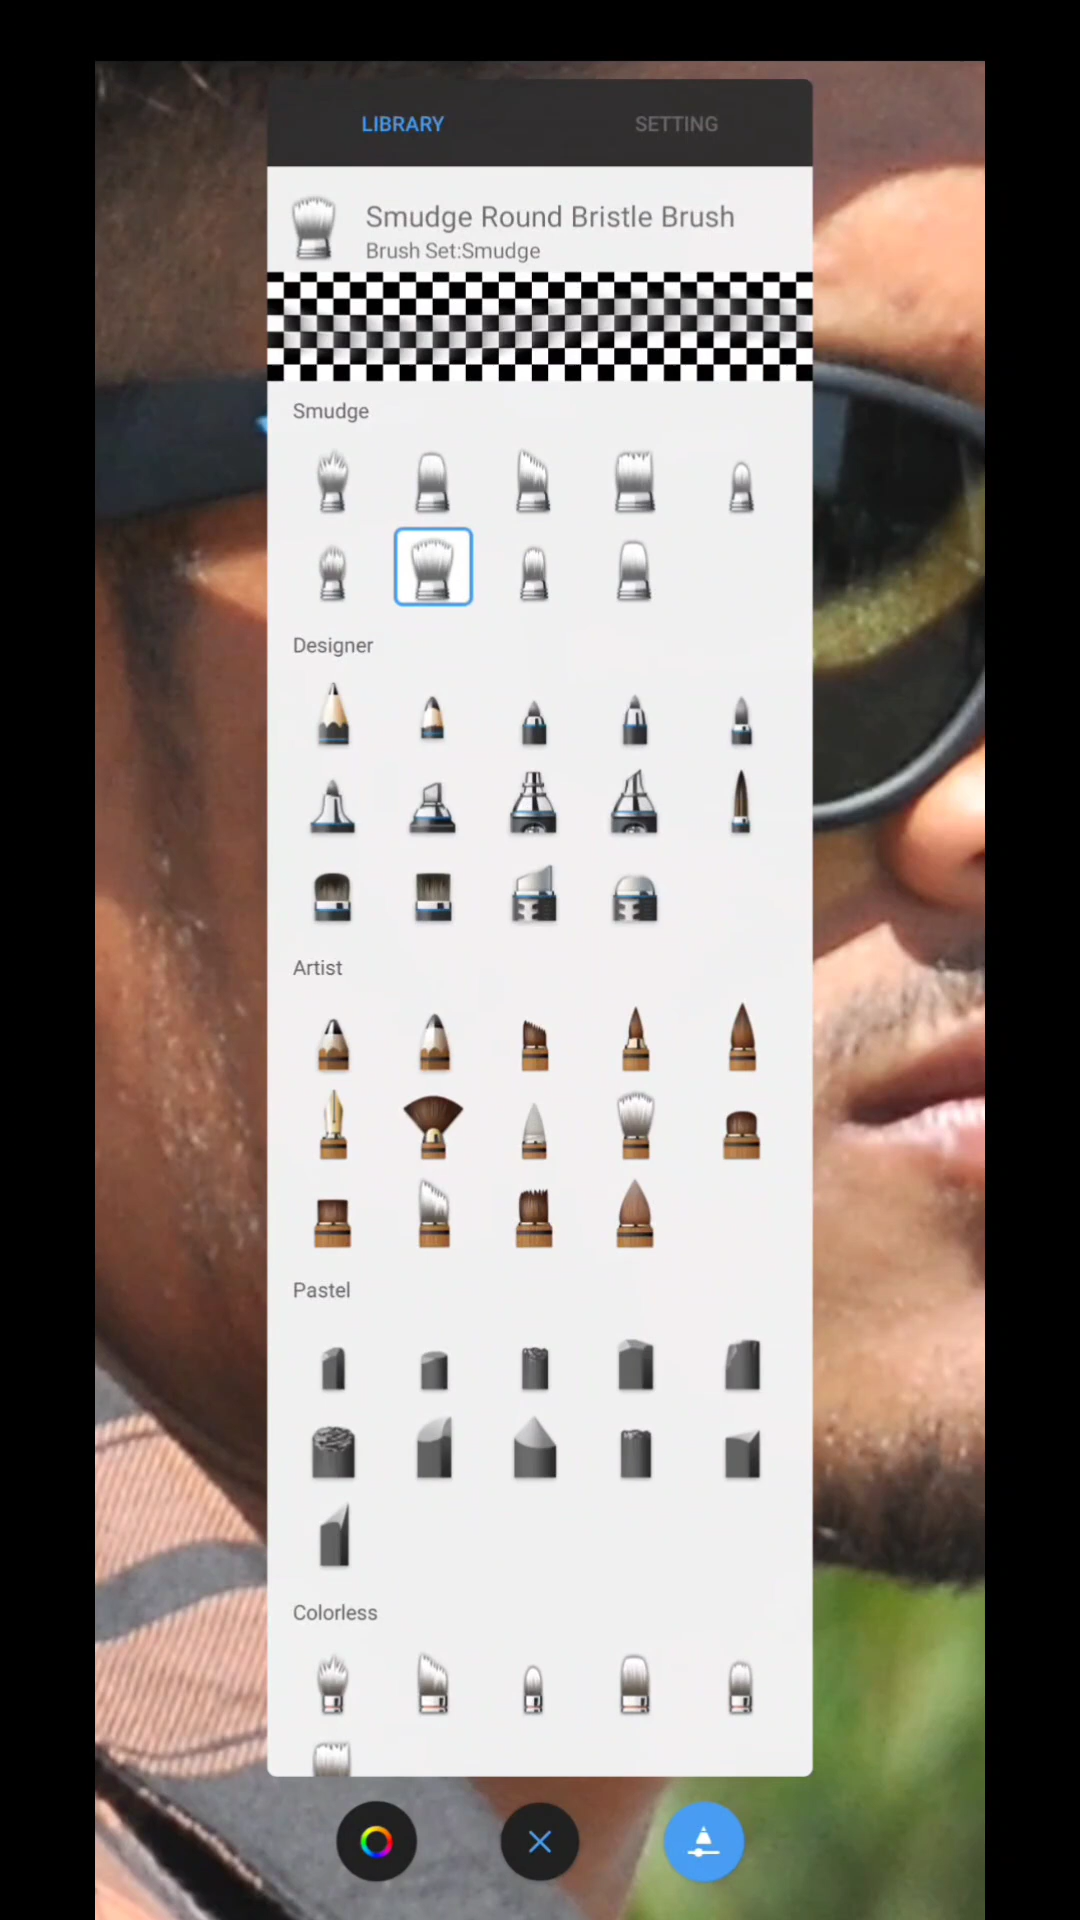 LIBRARY
SETTING
Smudge Round Bristle Brush
Brush Set:Smudge
Smudge
Designer
Artist
Pastel
Colorless